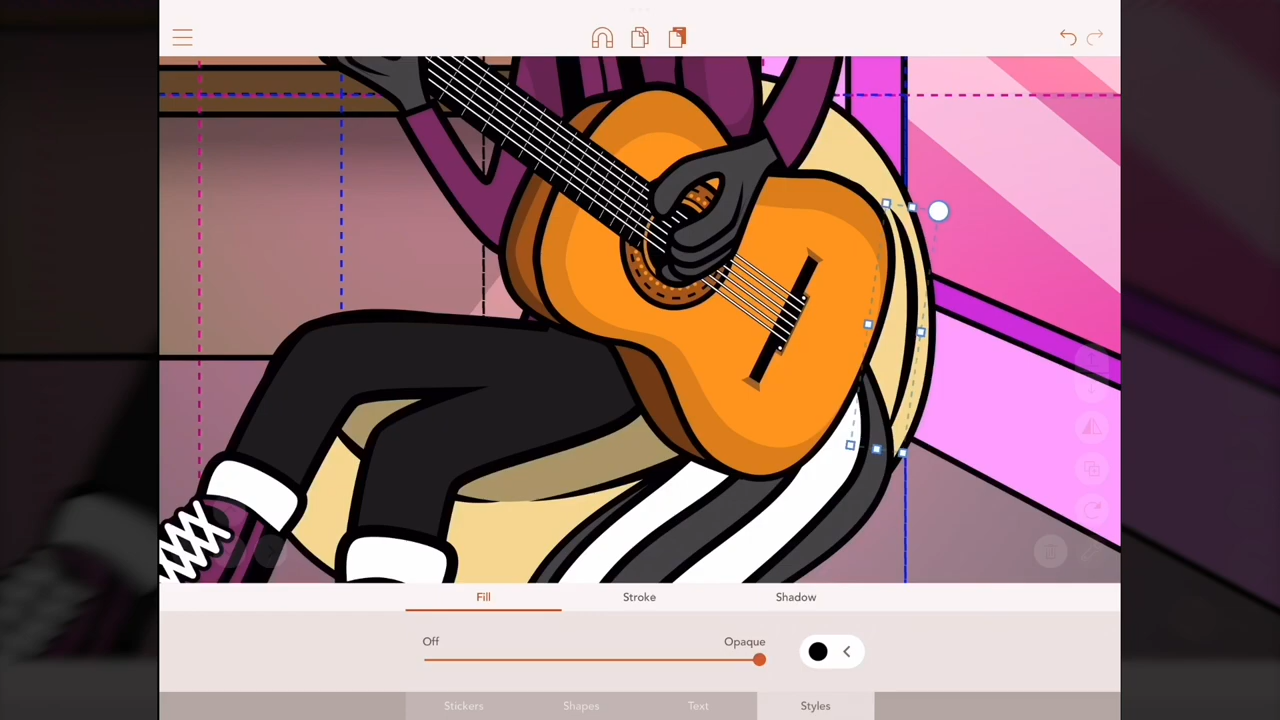 Fill
Stroke
Shadow
Off
Opaque
Stickers
Shapes
Text
Styles